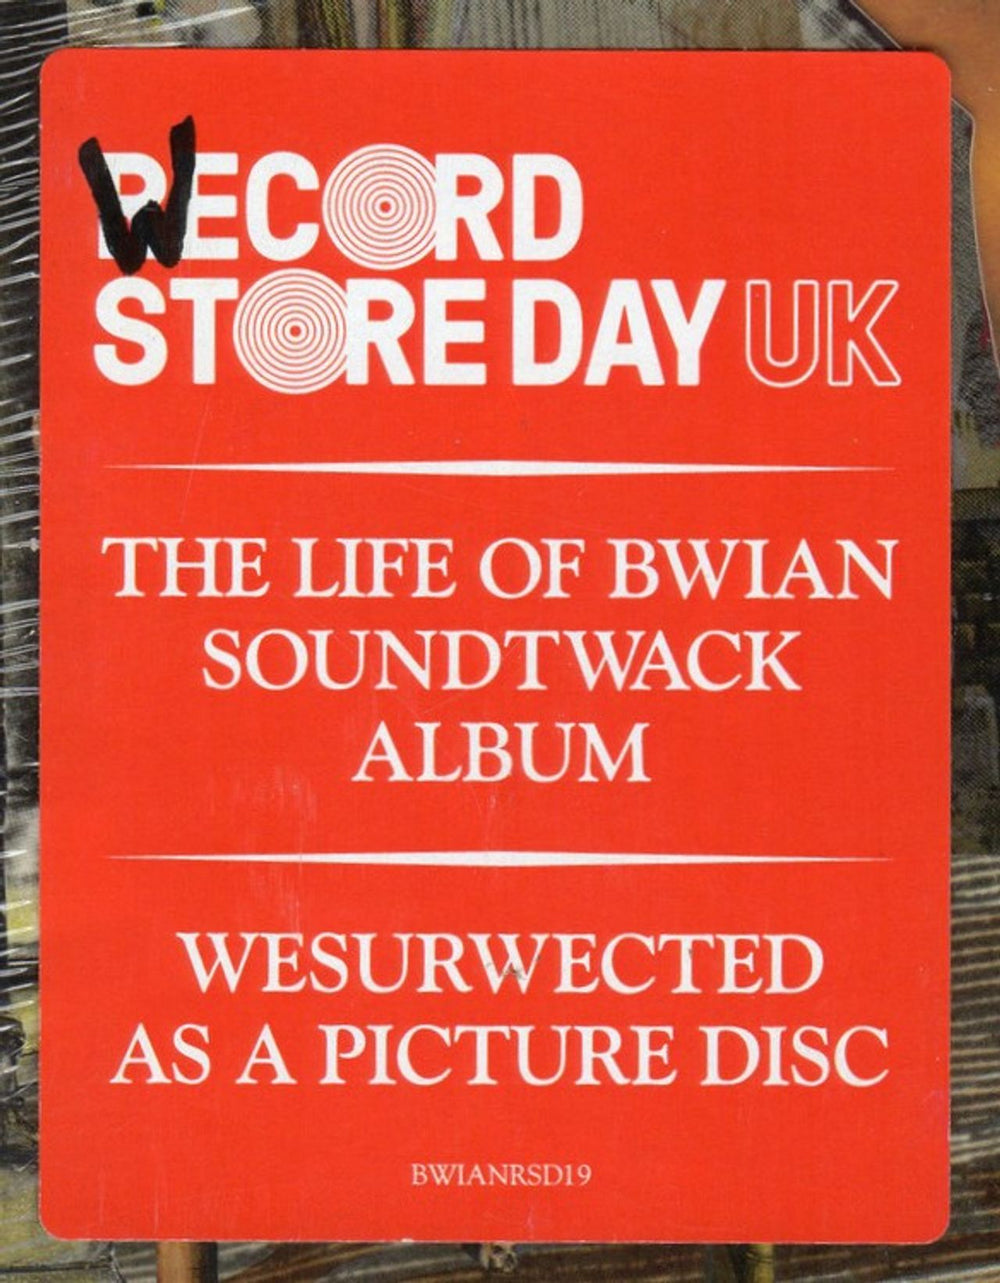 WECORD
STORE DAY UK
THE LIFE OF BWIAN
SOUNDTWACK
ALBUM
WESURWECTED
AS A PICTURE DISC
BWIANRSD19